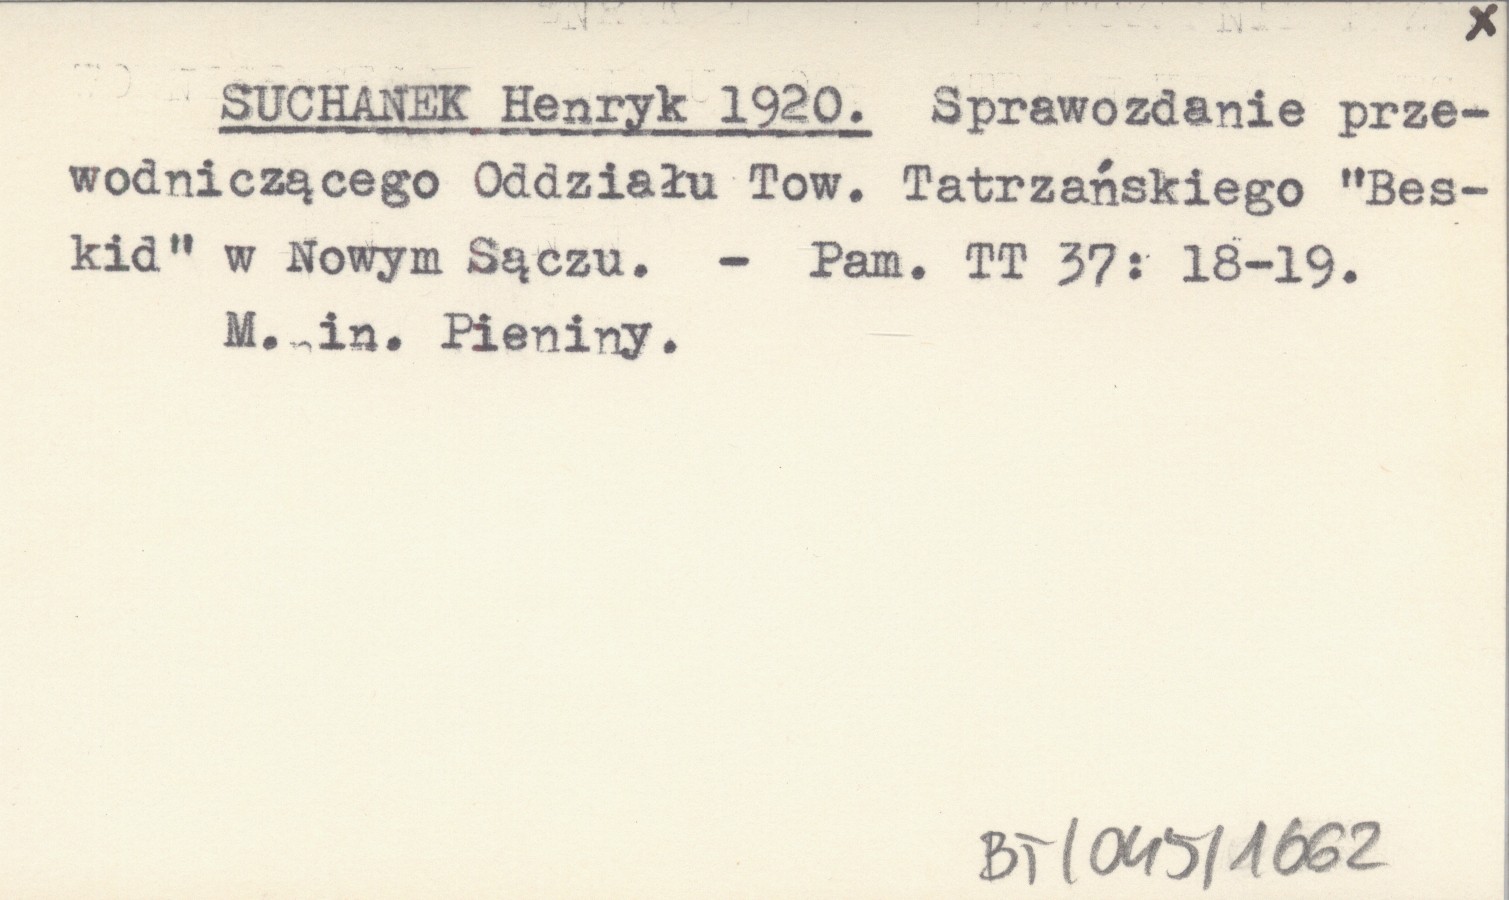 x
SUCHANEK Henryk 1920. Sprawozdanie prze-
wodniczącego Oddziału Tow. Tatrzańskiego "Bes-
kid" w Nowym Sączu. - Pam. TT 37: 18-19.
M. in. Pieniny.
BT/045/1662